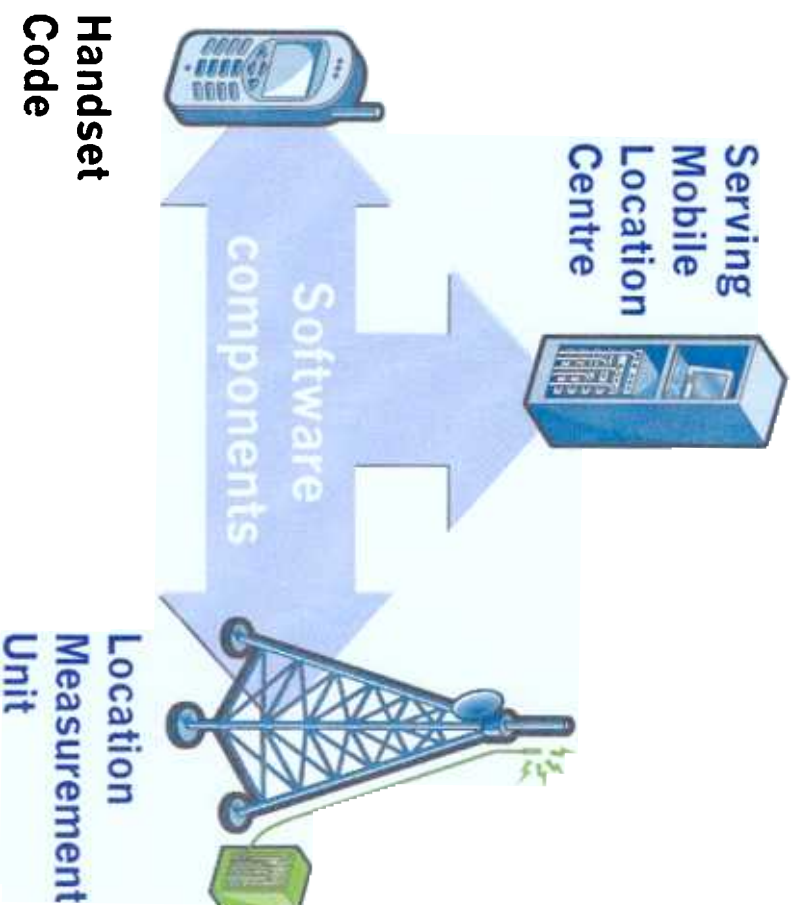 Serving
Mobile
Location
Centre
Software
components
Handset
Code
Location
Measurement
Unit